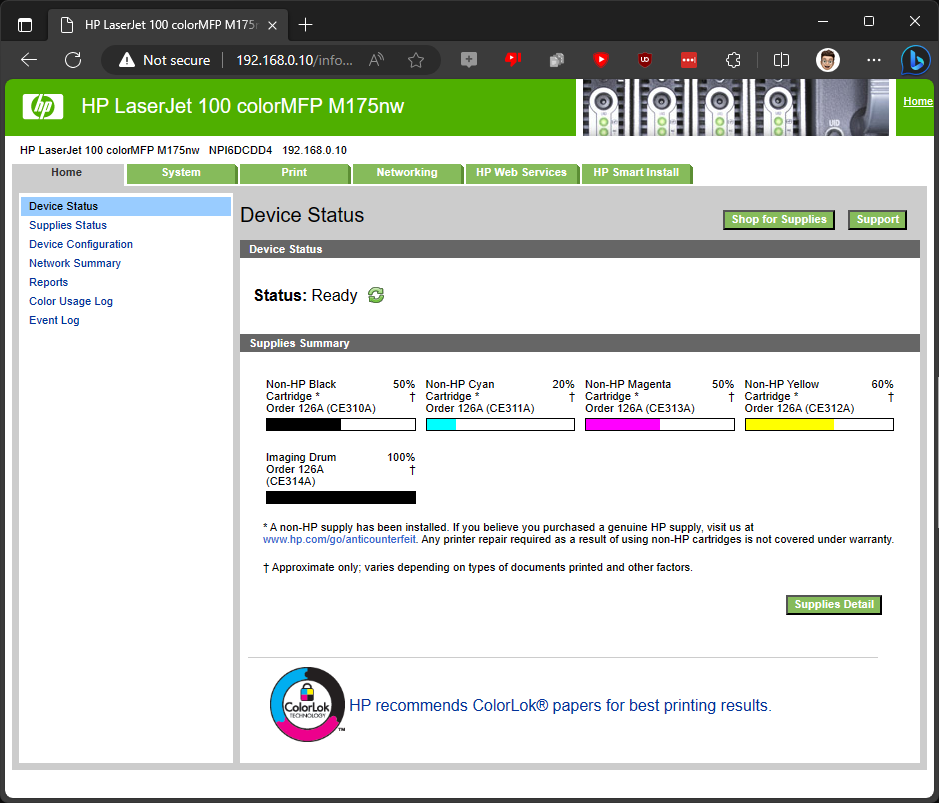 HP LaserJet 100 colorMFP M175n
Not secure
192.168.0.10/info...
hp
HP LaserJet 100 colorMFP M175nw
UID
Home
HP LaserJet 100 colorMFP M175nw NPI6DCDD4 192.168.0.10
Home
System
Print
Networking
HP Web Services
HP Smart Install
Device Status
Supplies Status
Device Configuration
Network Summary
Reports
Color Usage Log
Event Log
Device Status
Shop for Supplies
Support
Device Status
Status: Ready
Supplies Summary
Non-HP Black 50%
Cartridge * †
Order 126A (CE310A)
Non-HP Cyan 20%
Cartridge * †
Order 126A (CE311A)
Non-HP Magenta 50%
Cartridge * †
Order 126A (CE313A)
Non-HP Yellow 60%
Cartridge * †
Order 126A (CE312A)
Imaging Drum 100%
Order 126A †
(CE314A)
* A non-HP supply has been installed. If you believe you purchased a genuine HP supply, visit us at
www.hp.com/go/anticounterfeit. Any printer repair required as a result of using non-HP cartridges is not covered under warranty.
† Approximate only; varies depending on types of documents printed and other factors.
Supplies Detail
ColorLok
TECHNOLOGY
™
HP recommends ColorLok® papers for best printing results.